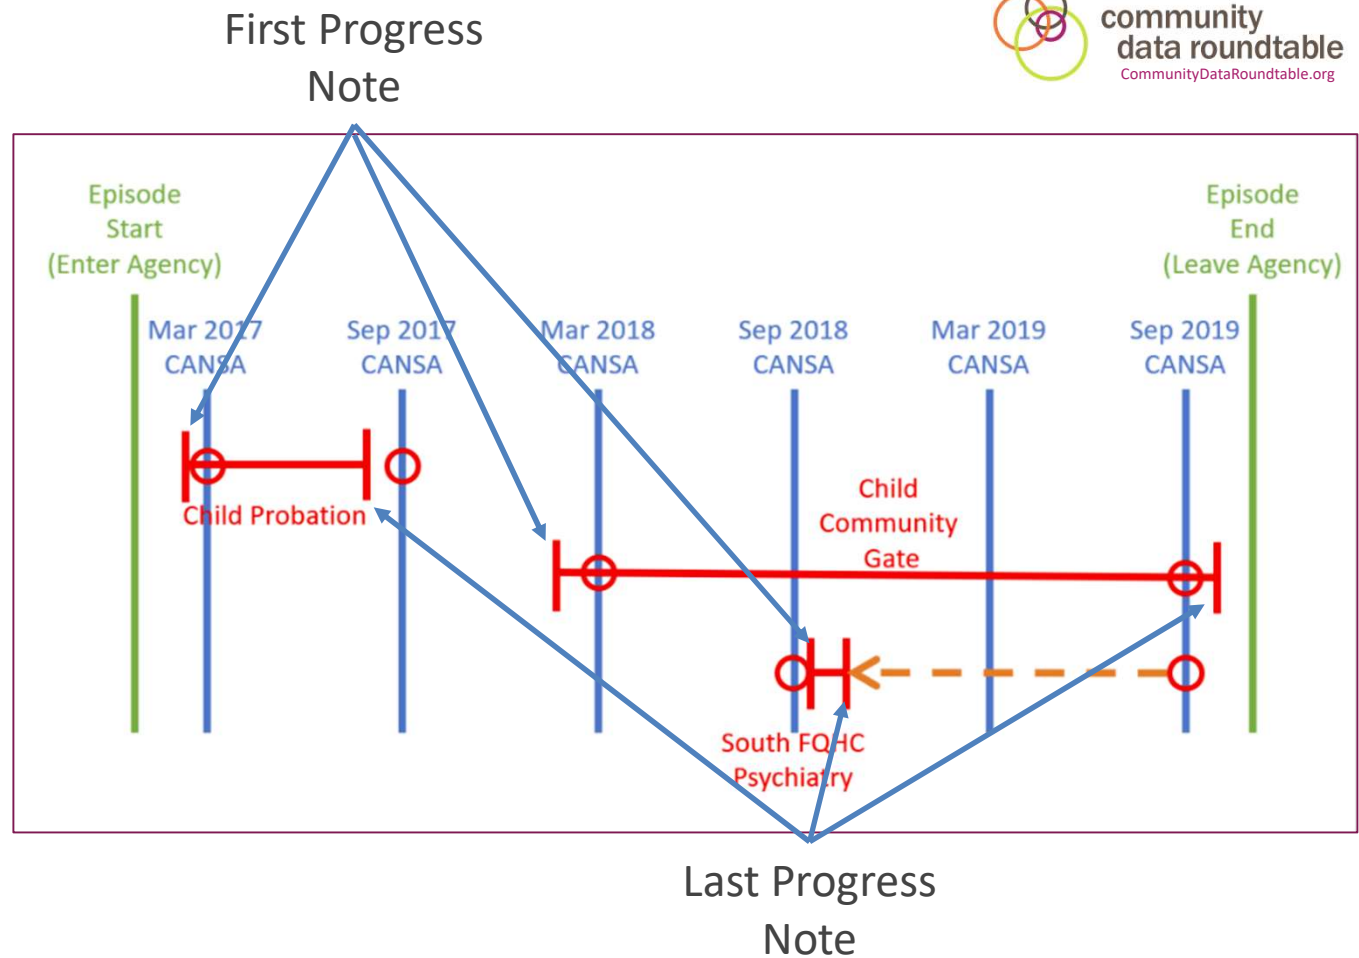 First Progress
Note
community
data roundtable
CommunityDataRoundtable.org
Episode
Start
(Enter Agency)
Episode
End
(Leave Agency)
Mar 2017
CANSA
Sep 2017
CANSA
Mar 2018
CANSA
Sep 2018
CANSA
Mar 2019
CANSA
Sep 2019
CANSA
Child Probation
Child
Community
Gate
South FQHC
Psychiatry
Last Progress
Note